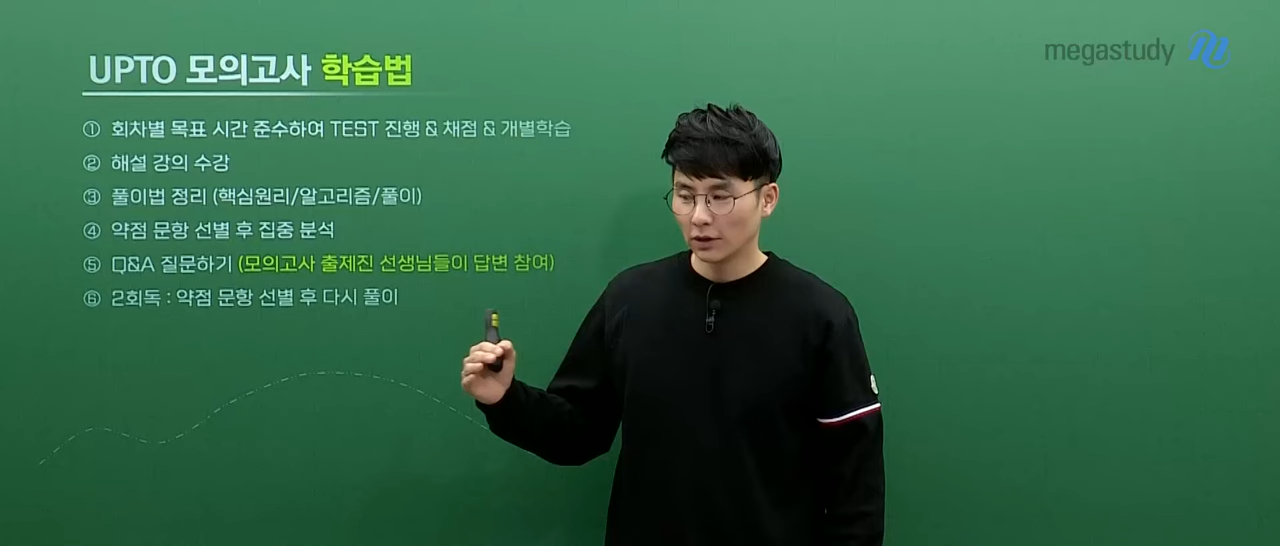 UPTO 모의고사 학습법
megastudy
① 회차별 목표 시간 준수하여 TEST 진행 & 채점 & 개별학습
② 해설 강의 수강
③ 풀이법 정리 (핵심원리/알고리즘/풀이)
④ 약점 문항 선별 후 집중 분석
⑤ Q&A 질문하기 (모의고사 출제진 선생님들이 답변 참여)
⑥ 2회독 : 약점 문항 선별 후 다시 풀이